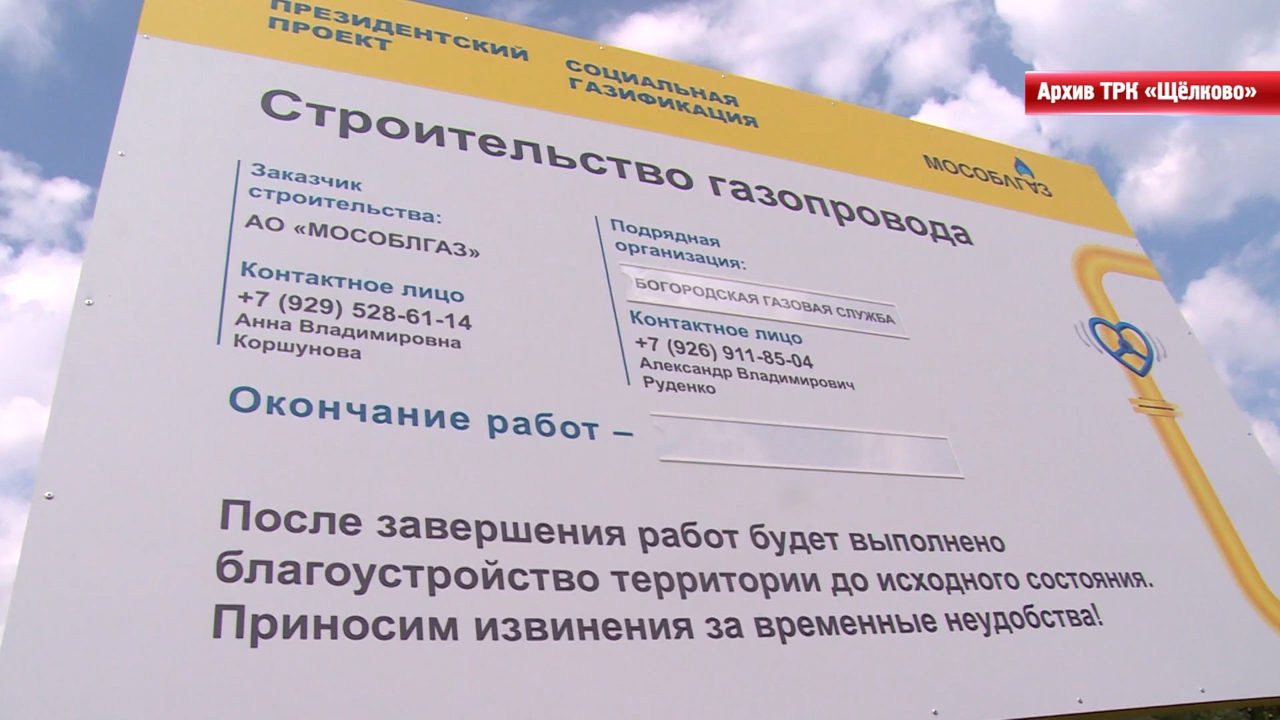 Архив ТРК «Щёлково»
ПРЕЗИДЕНТСКИЙ
ПРОЕКТ
СОЦИАЛЬНАЯ
ГАЗИФИКАЦИЯ
МОСОБЛГАЗ
Строительство газопровода
Заказчик
строительства:
АО «МОСОБЛГАЗ»
Контактное лицо
+7 (929) 528-61-14
Анна Владимировна
Коршунова
Подрядная
организация:
БОГОРОДСКАЯ ГАЗОВАЯ СЛУЖБА
Контактное лицо
+7 (926) 911-85-04
Александр Владимирович
Руденко
Окончание работ –
После завершения работ будет выполнено
благоустройство территории до исходного состояния.
Приносим извинения за временные неудобства!